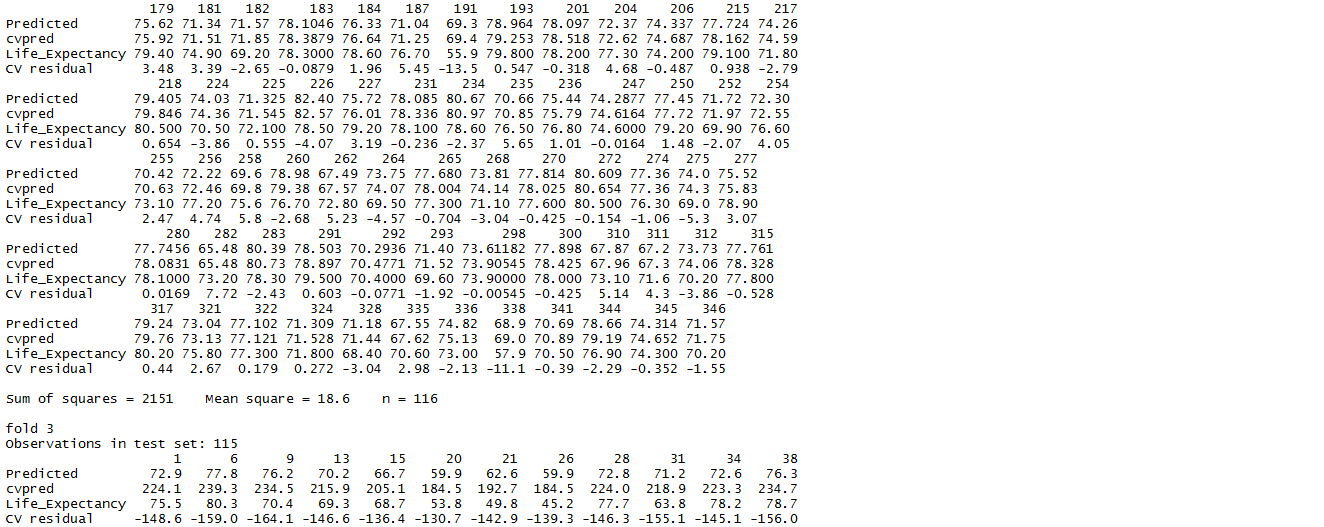 179 181 182 183 184 187 191 193 201 204 206 215 217
Predicted 75.62 71.34 71.57 78.1046 76.33 71.04 69.3 78.964 78.097 72.37 74.337 77.724 74.26
cvpred 75.92 71.51 71.85 78.3879 76.64 71.25 69.4 79.253 78.518 72.62 74.687 78.162 74.59
Life_Expectancy 79.40 74.90 69.20 78.3000 78.60 76.70 55.9 79.800 78.200 77.30 74.200 79.100 71.80
CV residual 3.48 3.39 -2.65 -0.0879 1.96 5.45 -13.5 0.547 -0.318 4.68 -0.487 0.938 -2.79
218 224 225 226 227 231 234 235 236 247 250 252 254
Predicted 79.405 74.03 71.325 82.40 75.72 78.085 80.67 70.66 75.44 74.2877 77.45 71.72 72.30
cvpred 79.846 74.36 71.545 82.57 76.01 78.336 80.97 70.85 75.79 74.6164 77.72 71.97 72.55
Life_Expectancy 80.500 70.50 72.100 78.50 79.20 78.100 78.60 76.50 76.80 74.6000 79.20 69.90 76.60
CV residual 0.654 -3.86 0.555 -4.07 3.19 -0.236 -2.37 5.65 1.01 -0.0164 1.48 -2.07 4.05
255 256 258 260 262 264 265 268 270 272 274 275 277
Predicted 70.42 72.22 69.6 78.98 67.49 73.75 77.680 73.81 77.814 80.609 77.36 74.0 75.52
cvpred 70.63 72.46 69.8 79.38 67.57 74.07 78.004 74.14 78.025 80.654 77.36 74.3 75.83
Life_Expectancy 73.10 77.20 75.6 76.70 72.80 69.50 77.300 71.10 77.600 80.500 76.30 69.0 78.90
CV residual 2.47 4.74 5.8 -2.68 5.23 -4.57 -0.704 -3.04 -0.425 -0.154 -1.06 -5.3 3.07
280 282 283 291 292 293 298 300 310 311 312 315
Predicted 77.7456 65.48 80.39 78.503 70.2936 71.40 73.61182 77.898 67.87 67.2 73.73 77.761
cvpred 78.0831 65.48 80.73 78.897 70.4771 71.52 73.90545 78.425 67.96 67.3 74.06 78.328
Life_Expectancy 78.1000 73.20 78.30 79.500 70.4000 69.60 73.90000 78.000 73.10 71.6 70.20 77.800
CV residual 0.0169 7.72 -2.43 0.603 -0.0771 -1.92 -0.00545 -0.425 5.14 4.3 -3.86 -0.528
317 321 322 324 328 335 336 338 341 344 345 346
Predicted 79.24 73.04 77.102 71.309 71.18 67.55 74.82 68.9 70.69 78.66 74.314 71.57
cvpred 79.76 73.13 77.121 71.528 71.44 67.62 75.13 69.0 70.89 79.19 74.652 71.75
Life_Expectancy 80.20 75.80 77.300 71.800 68.40 70.60 73.00 57.9 70.50 76.90 74.300 70.20
CV residual 0.44 2.67 0.179 0.272 -3.04 2.98 -2.13 -11.1 -0.39 -2.29 -0.352 -1.55
Sum of squares = 2151 Mean square = 18.6 n = 116
fold 3
Observations in test set: 115
1 6 9 13 15 20 21 26 28 31 34 38
Predicted 72.9 77.8 76.2 70.2 66.7 59.9 62.6 59.9 72.8 71.2 72.6 76.3
cvpred 224.1 239.3 234.5 215.9 205.1 184.5 192.7 184.5 224.0 218.9 223.3 234.7
Life_Expectancy 75.5 80.3 70.4 69.3 68.7 53.8 49.8 45.2 77.7 63.8 78.2 78.7
CV residual -148.6 -159.0 -164.1 -146.6 -136.4 -130.7 -142.9 -139.3 -146.3 -155.1 -145.1 -156.0